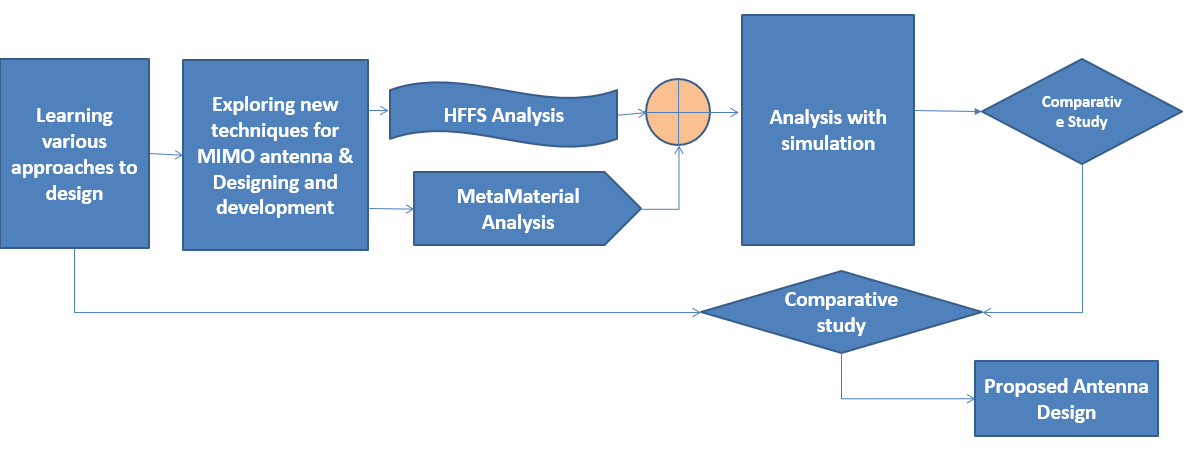 Learning
various
approaches to
design
Exploring new
techniques for
MIMO antenna &
Designing and
development
HFFS Analysis
MetaMaterial
Analysis
Analysis with
simulation
Comparativ
e Study
Comparative
study
Proposed Antenna
Design